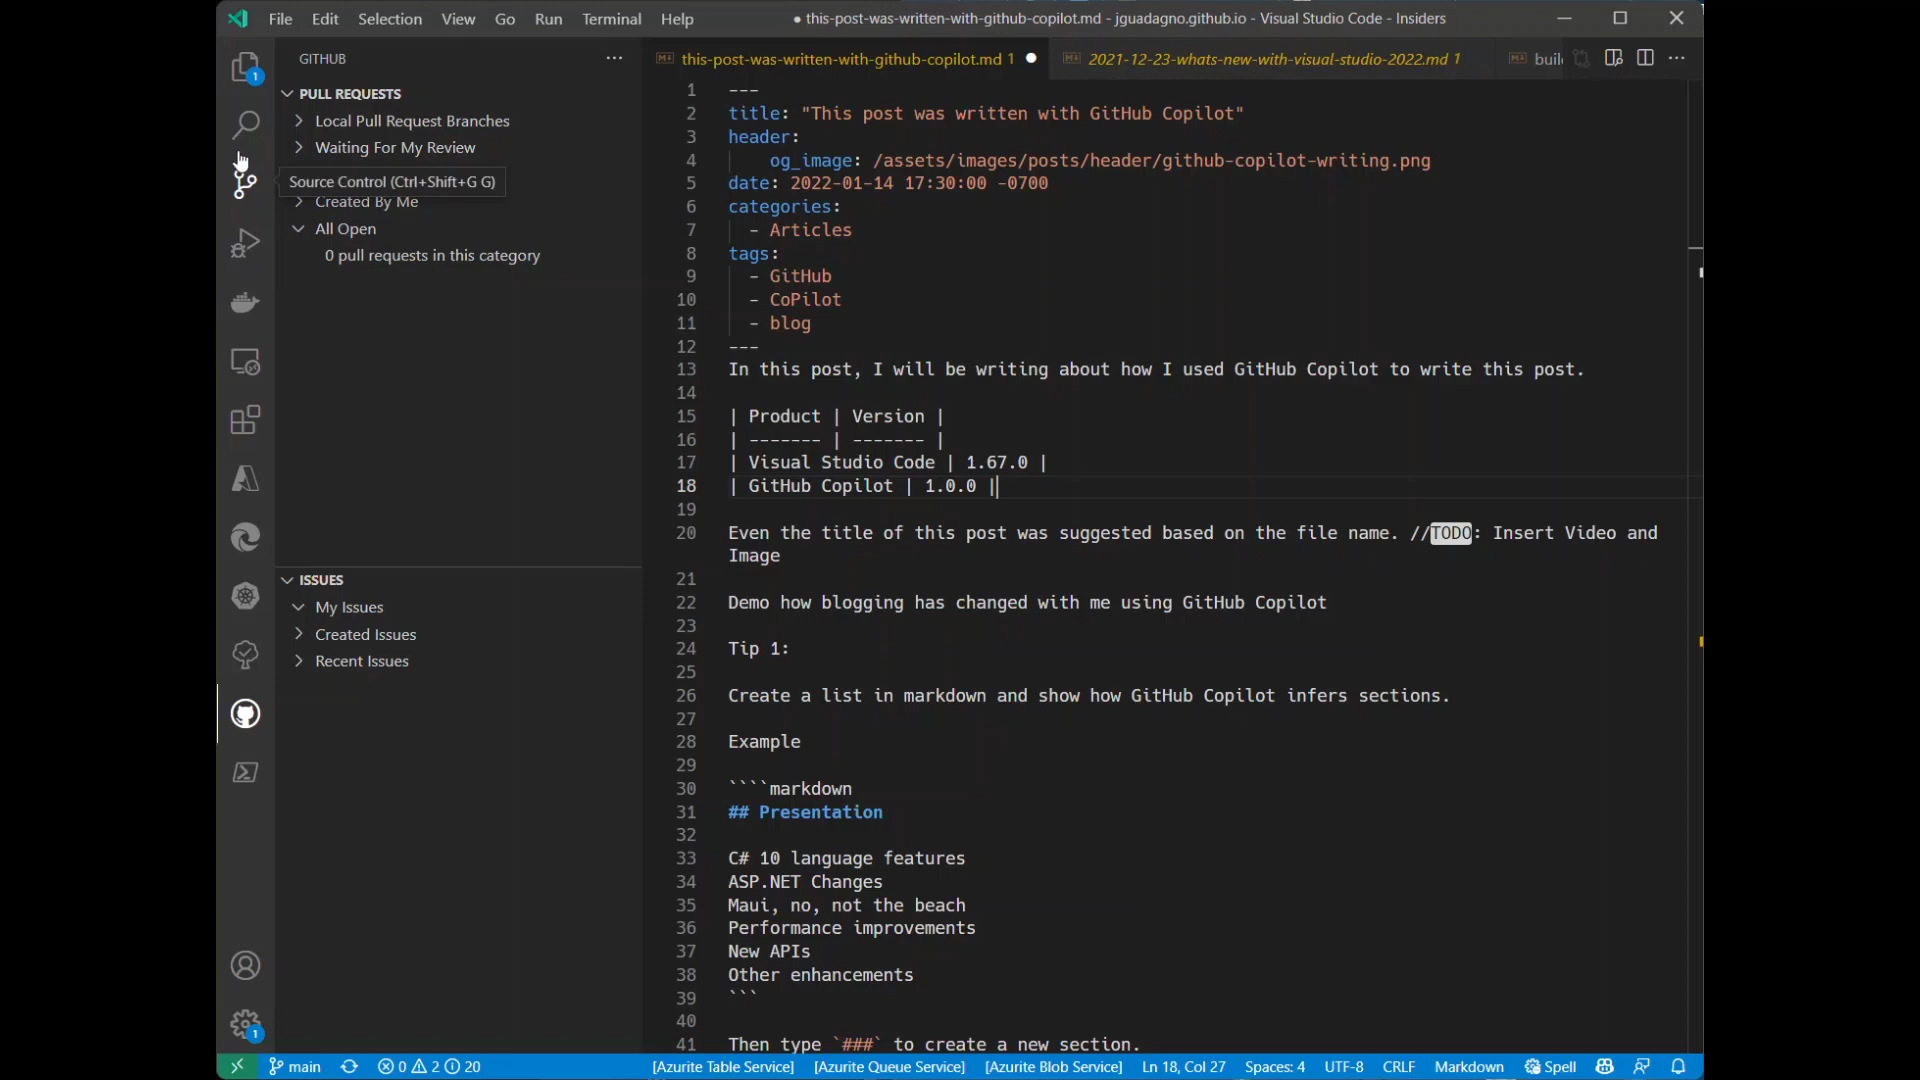 File Edit Selection View Go Run Terminal Help ● this-post-was-written-with-github-copilot.md - jguadagno.github.io - Visual Studio Code - Insiders
GITHUB
this-post-was-written-with-github-copilot.md 1
2021-12-23-whats-new-with-visual-studio-2022.md 1
buil
1
PULL REQUESTS
Local Pull Request Branches
Waiting For My Review
Source Control (Ctrl+Shift+G G)
Created By Me
All Open
0 pull requests in this category
ISSUES
My Issues
Created Issues
Recent Issues
1
1 ---
2 title: "This post was written with GitHub Copilot"
3 header:
4 og_image: /assets/images/posts/header/github-copilot-writing.png
5 date: 2022-01-14 17:30:00 -0700
6 categories:
7 - Articles
8 tags:
9 - GitHub
10 - CoPilot
11 - blog
12 ---
13 In this post, I will be writing about how I used GitHub Copilot to write this post.
14
15 | Product | Version |
16 | ------- | ------- |
17 | Visual Studio Code | 1.67.0 |
18 | GitHub Copilot | 1.0.0 |
19
20 Even the title of this post was suggested based on the file name. //TODO: Insert Video and
Image
21
22 Demo how blogging has changed with me using GitHub Copilot
23
24 Tip 1:
25
26 Create a list in markdown and show how GitHub Copilot infers sections.
27
28 Example
29
30 ````markdown
31 ## Presentation
32
33 C# 10 language features
34 ASP.NET Changes
35 Maui, no, not the beach
36 Performance improvements
37 New APIs
38 Other enhancements
39 ```
40
41 Then type `###` to create a new section.
main 0 2 20 [Azurite Table Service] [Azurite Queue Service] [Azurite Blob Service] Ln 18, Col 27 Spaces: 4 UTF-8 CRLF Markdown Spell